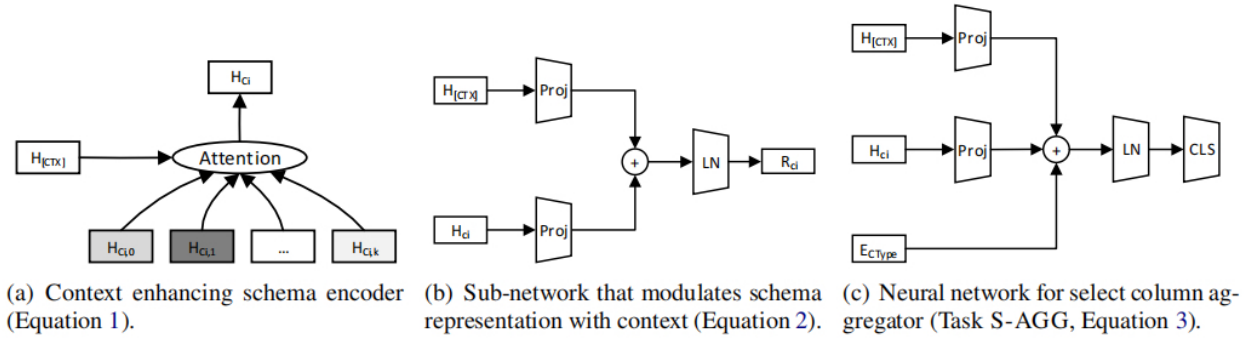 H_Ci
H_[CTX]
Attention
H_Ci,0
H_Ci,1
...
H_Ci,k
(a) Context enhancing schema encoder
(Equation 1).
H_[CTX]
Proj
+
LN
R_ci
H_ci
Proj
(b) Sub-network that modulates schema
representation with context (Equation 2).
H_[CTX]
Proj
H_ci
Proj
+
LN
CLS
E_CType
(c) Neural network for select column ag-
gregator (Task S-AGG, Equation 3).